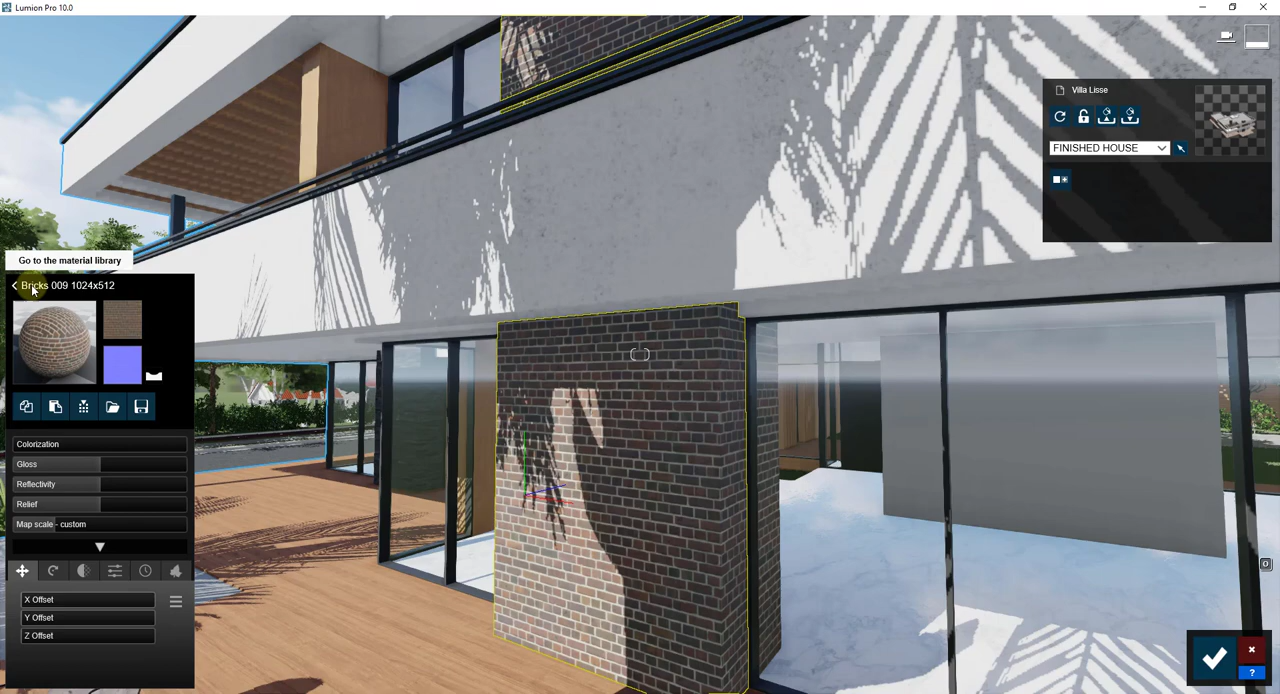 Lumion Pro 10.0
Villa Lisse
FINISHED HOUSE
Go to the material library
Bricks 009 1024x512
Colorization
Gloss
Reflectivity
Relief
Map scale - custom
X Offset
Y Offset
Z Offset
?